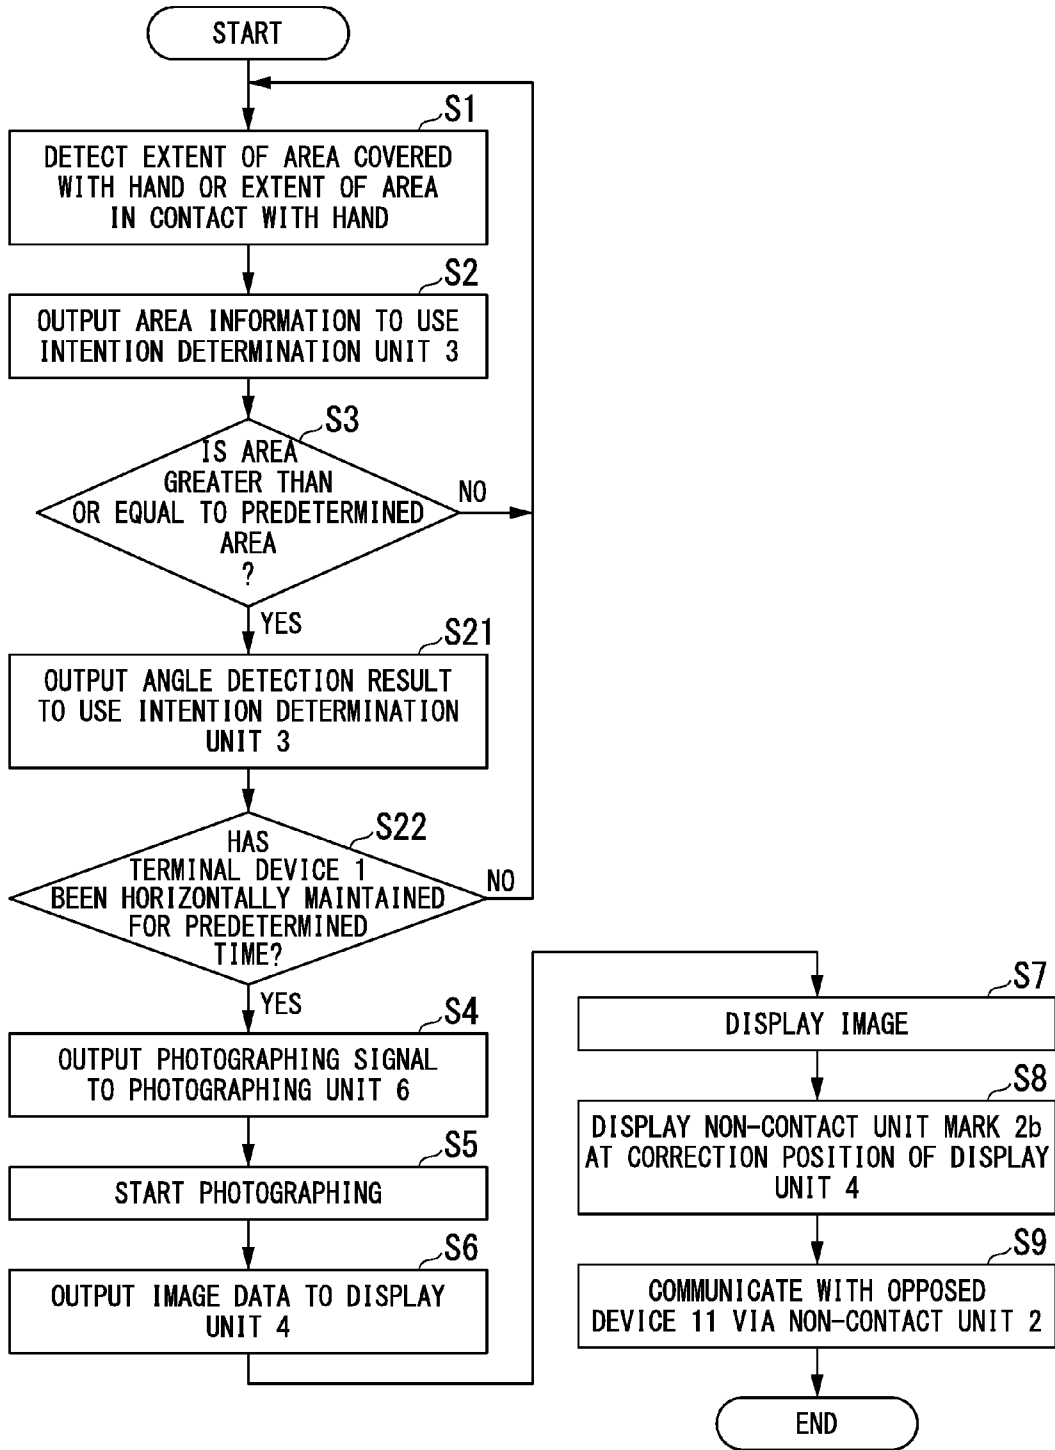 START
S1
DETECT EXTENT OF AREA COVERED
WITH HAND OR EXTENT OF AREA
IN CONTACT WITH HAND
S2
OUTPUT AREA INFORMATION TO USE
INTENTION DETERMINATION UNIT 3
S3
IS AREA
GREATER THAN
OR EQUAL TO PREDETERMINED
AREA
?
NO
YES
S21
OUTPUT ANGLE DETECTION RESULT
TO USE INTENTION DETERMINATION
UNIT 3
S22
HAS
TERMINAL DEVICE 1
BEEN HORIZONTALLY MAINTAINED
FOR PREDETERMINED
TIME?
NO
YES
S4
OUTPUT PHOTOGRAPHING SIGNAL
TO PHOTOGRAPHING UNIT 6
S5
START PHOTOGRAPHING
S6
OUTPUT IMAGE DATA TO DISPLAY
UNIT 4
S7
DISPLAY IMAGE
S8
DISPLAY NON-CONTACT UNIT MARK 2b
AT CORRECTION POSITION OF DISPLAY
UNIT 4
S9
COMMUNICATE WITH OPPOSED
DEVICE 11 VIA NON-CONTACT UNIT 2
END